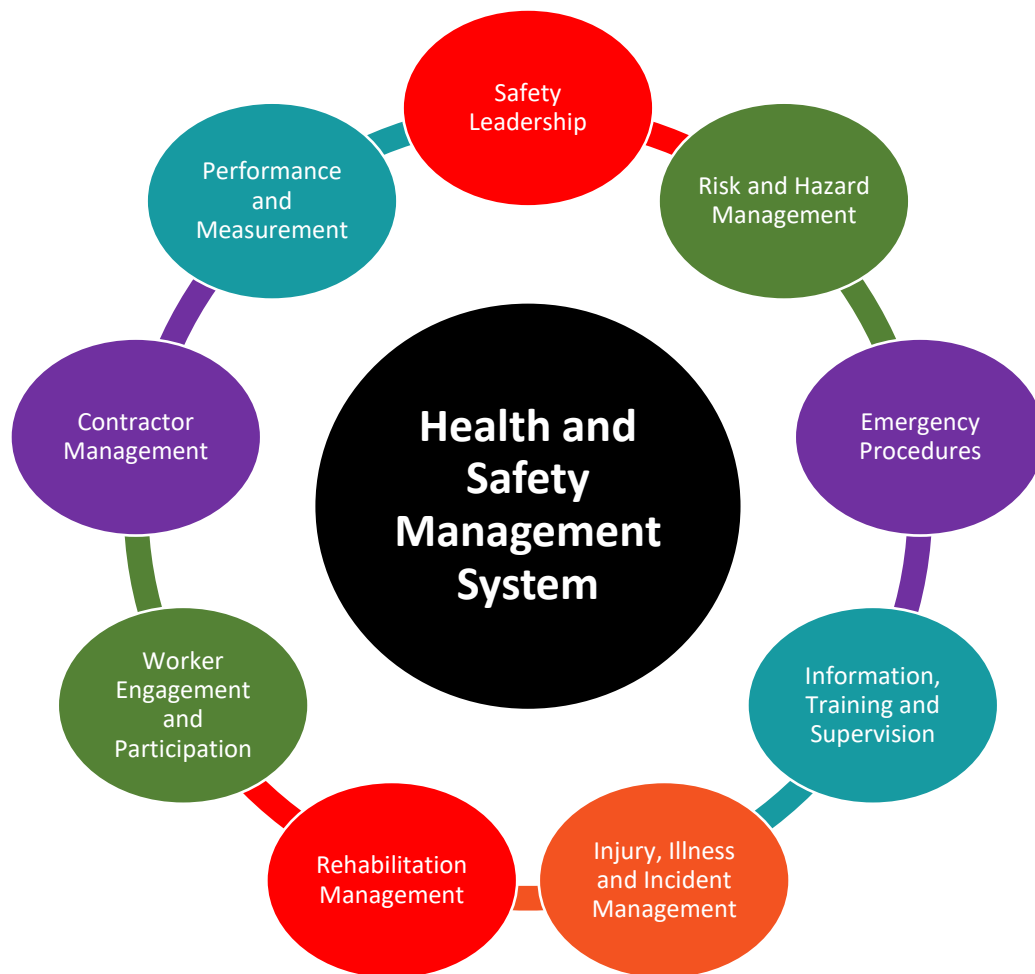 Safety
Leadership
Risk and Hazard
Management
Emergency
Procedures
Information,
Training and
Supervision
Injury, Illness
and Incident
Management
Rehabilitation
Management
Worker
Engagement
and
Participation
Contractor
Management
Performance
and
Measurement
Health and
Safety
Management
System